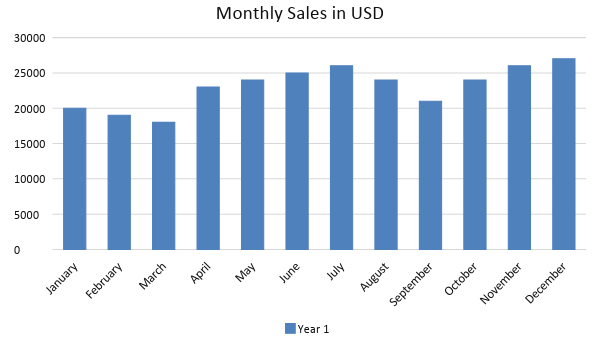 Monthly Sales in USD
30000
25000
20000
15000
10000
5000
0
January
February
March
April
May
June
July
August
September
October
November
December
Year 1